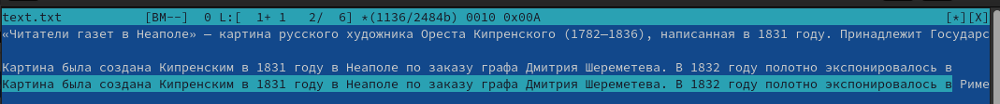 text.txt [BM--] 0 L:[ 1+ 1 2/ 6] *(1136/2484b) 0010 0x00A [*][X]
«Читатели газет в Неаполе» — картина русского художника Ореста Кипренского (1782—1836), написанная в 1831 году. Принадлежит Государс
Картина была создана Кипренским в 1831 году в Неаполе по заказу графа Дмитрия Шереметева. В 1832 году полотно экспонировалось в
Картина была создана Кипренским в 1831 году в Неаполе по заказу графа Дмитрия Шереметева. В 1832 году полотно экспонировалось в Риме